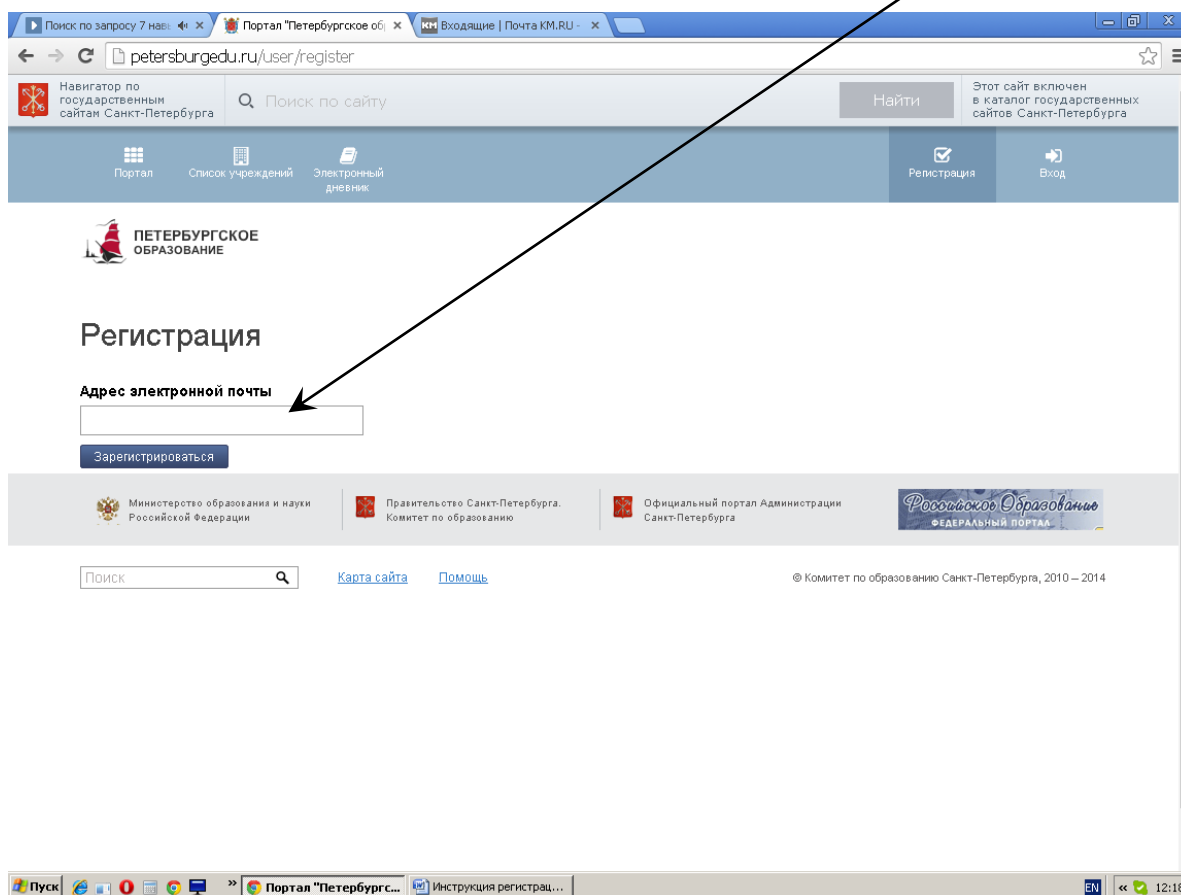 Поиск по запросу 7 навы
Портал "Петербургское об
Входящие | Почта KM.RU -
petersburgedu.ru/user/register
Навигатор по
государственным
сайтам Санкт-Петербурга
Поиск по сайту
Найти
Этот сайт включен
в каталог государственных
сайтов Санкт-Петербурга
Портал
Список учреждений
Электронный
дневник
Регистрация
Вход
ПЕТЕРБУРГСКОЕ
ОБРАЗОВАНИЕ
Регистрация
Адрес электронной почты
Зарегистрироваться
Министерство образования и науки
Российской Федерации
Правительство Санкт-Петербурга.
Комитет по образованию
Официальный портал Администрации
Санкт-Петербурга
Российское Образование
ФЕДЕРАЛЬНЫЙ ПОРТАЛ
Поиск
Карта сайта
Помощь
© Комитет по образованию Санкт-Петербурга, 2010 – 2014
Пуск
Портал "Петербургс...
Инструкция регистрац...
EN
12:18